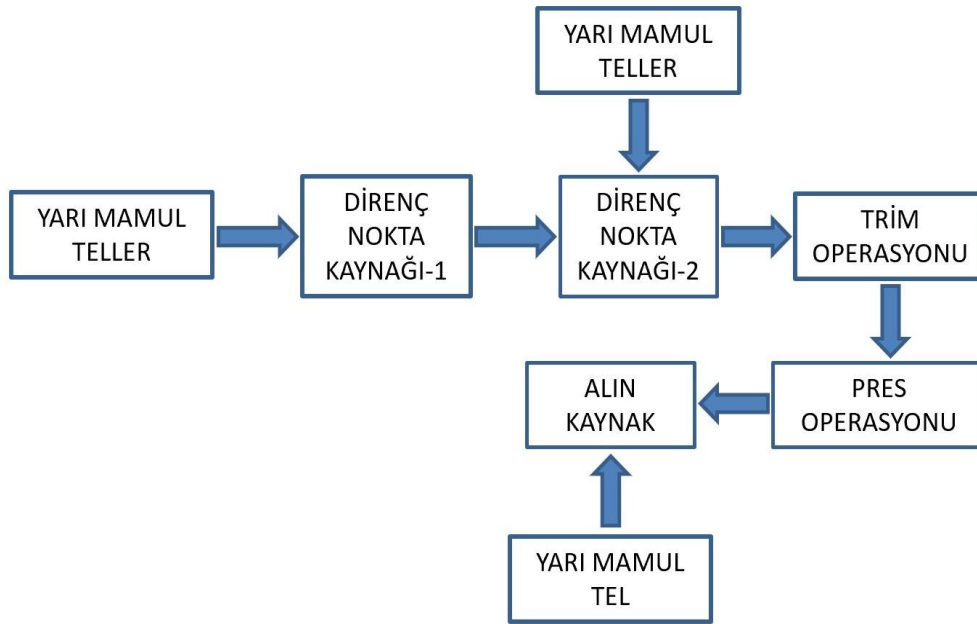 YARI MAMUL
TELLER
YARI MAMUL
TELLER
DİRENÇ
NOKTA
KAYNAĞI-1
DİRENÇ
NOKTA
KAYNAĞI-2
TRİM
OPERASYONU
PRES
OPERASYONU
ALIN
KAYNAK
YARI MAMUL
TEL